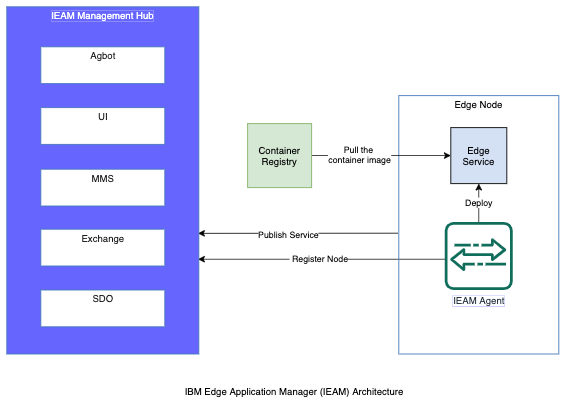 IEAM Management Hub
Agbot
UI
MMS
Exchange
SDO
Container
Registry
Pull the
container image
Edge Node
Edge
Service
Deploy
Publish Service
Register Node
IEAM Agent
IBM Edge Application Manager (IEAM) Architecture